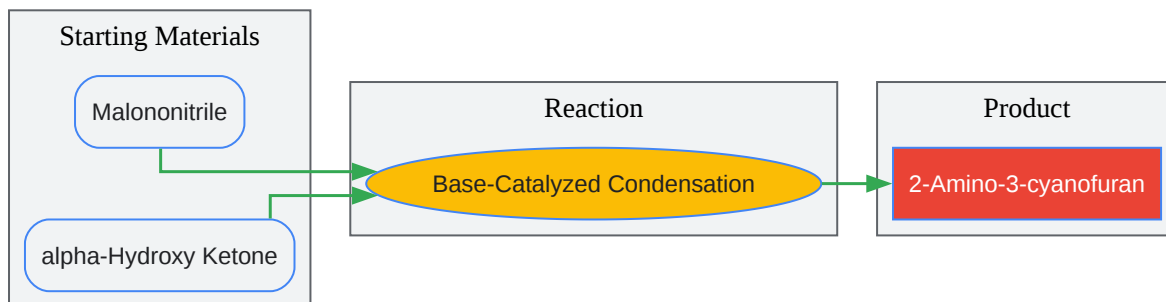 Starting Materials
Malononitrile
alpha-Hydroxy Ketone
Reaction
Base-Catalyzed Condensation
Product
2-Amino-3-cyanofuran